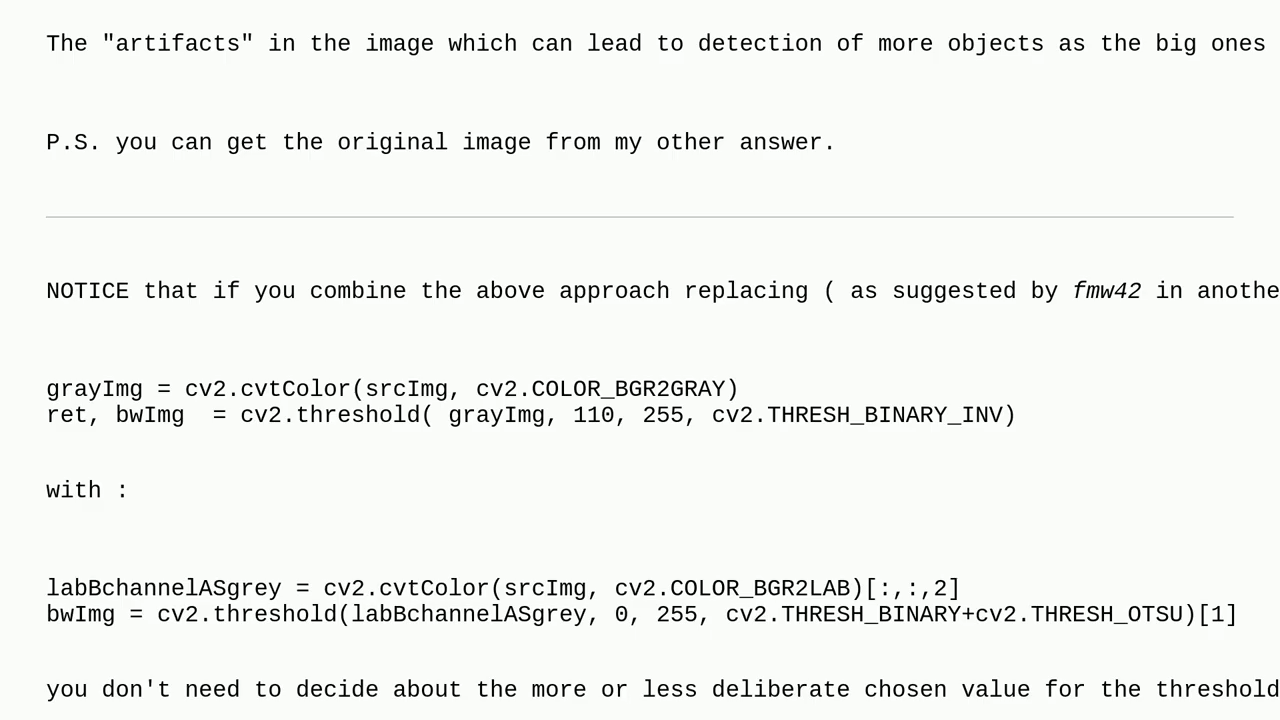 The "artifacts" in the image which can lead to detection of more objects as the big ones
P.S. you can get the original image from my other answer.
NOTICE that if you combine the above approach replacing ( as suggested by fmw42 in anothe
grayImg = cv2.cvtColor(srcImg, cv2.COLOR_BGR2GRAY)
ret, bwImg  = cv2.threshold( grayImg, 110, 255, cv2.THRESH_BINARY_INV)
with :
labBchannelASgrey = cv2.cvtColor(srcImg, cv2.COLOR_BGR2LAB)[:,:,2]
bwImg = cv2.threshold(labBchannelASgrey, 0, 255, cv2.THRESH_BINARY+cv2.THRESH_OTSU)[1]
you don't need to decide about the more or less deliberate chosen value for the threshold